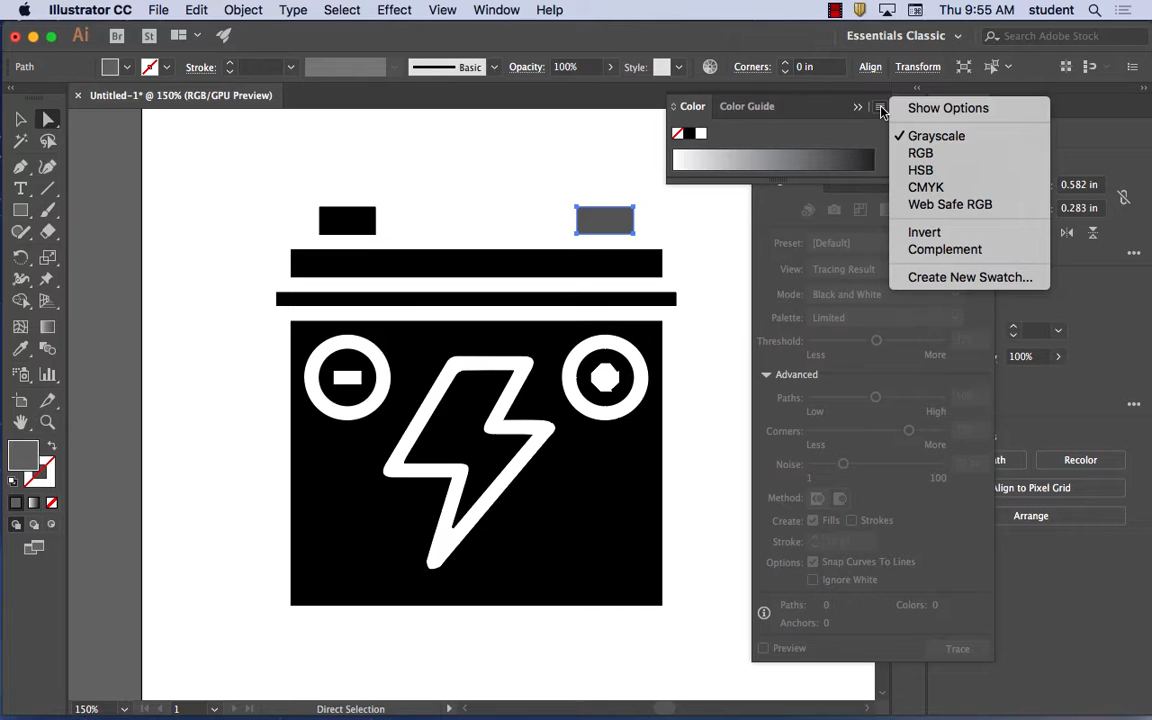 Illustrator CC File Edit Object Type Select Effect View Window Help Thu 9:55 AM student
Ai Br St Essentials Classic Search Adobe Stock
Path Stroke: Basic Opacity: 100% Style: Corners: 0 in Align Transform
Untitled-1* @ 150% (RGB/GPU Preview)
Color Color Guide
Show Options
Grayscale
RGB
HSB
CMYK
Web Safe RGB
Invert
Complement
Create New Swatch...
0.582 in
0.283 in
Preset: [Default]
View: Tracing Result
Mode: Black and White
Palette: Limited
Threshold:
Less More
100%
Advanced
Paths:
Low High
Corners:
Less More
Noise:
1 100
Method:
Create: Fills Strokes
Stroke:
Options: Snap Curves To Lines
Ignore White
Paths: 0 Colors: 0
Anchors: 0
Preview Trace
Recolor
Align to Pixel Grid
Arrange
150% 1 Direct Selection